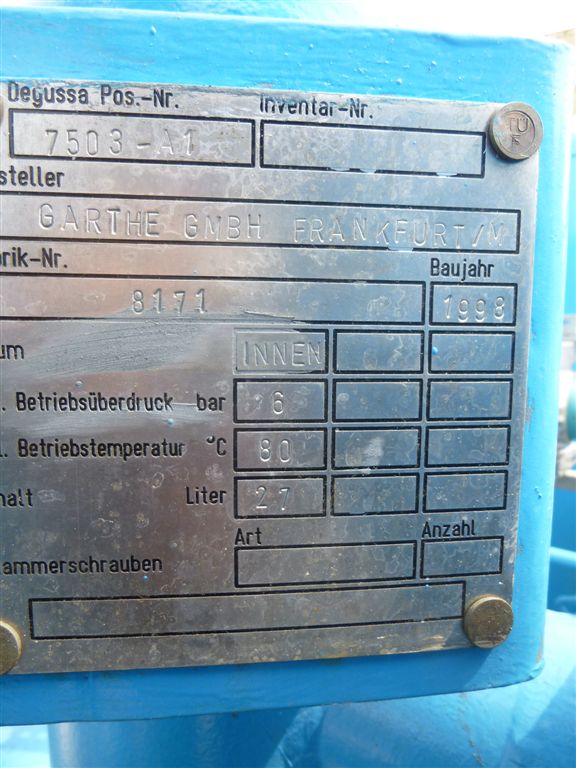 Degussa Pos.-Nr. Inventar-Nr.
7503-A1
steller
GARTHE GMBH FRANKFURT/M
rik-Nr. Baujahr
8171 1998
um INNEN
. Betriebsüberdruck bar 6
l. Betriebstemperatur °C 80
halt Liter 27
Art Anzahl
ammerschrauben